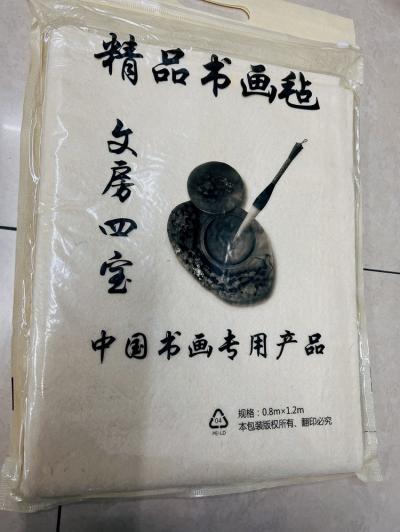 精品书画毡
文房四宝
中国书画专用产品
04
PE-LD
规格：0.8m×1.2m
本包装版权所有、翻印必究